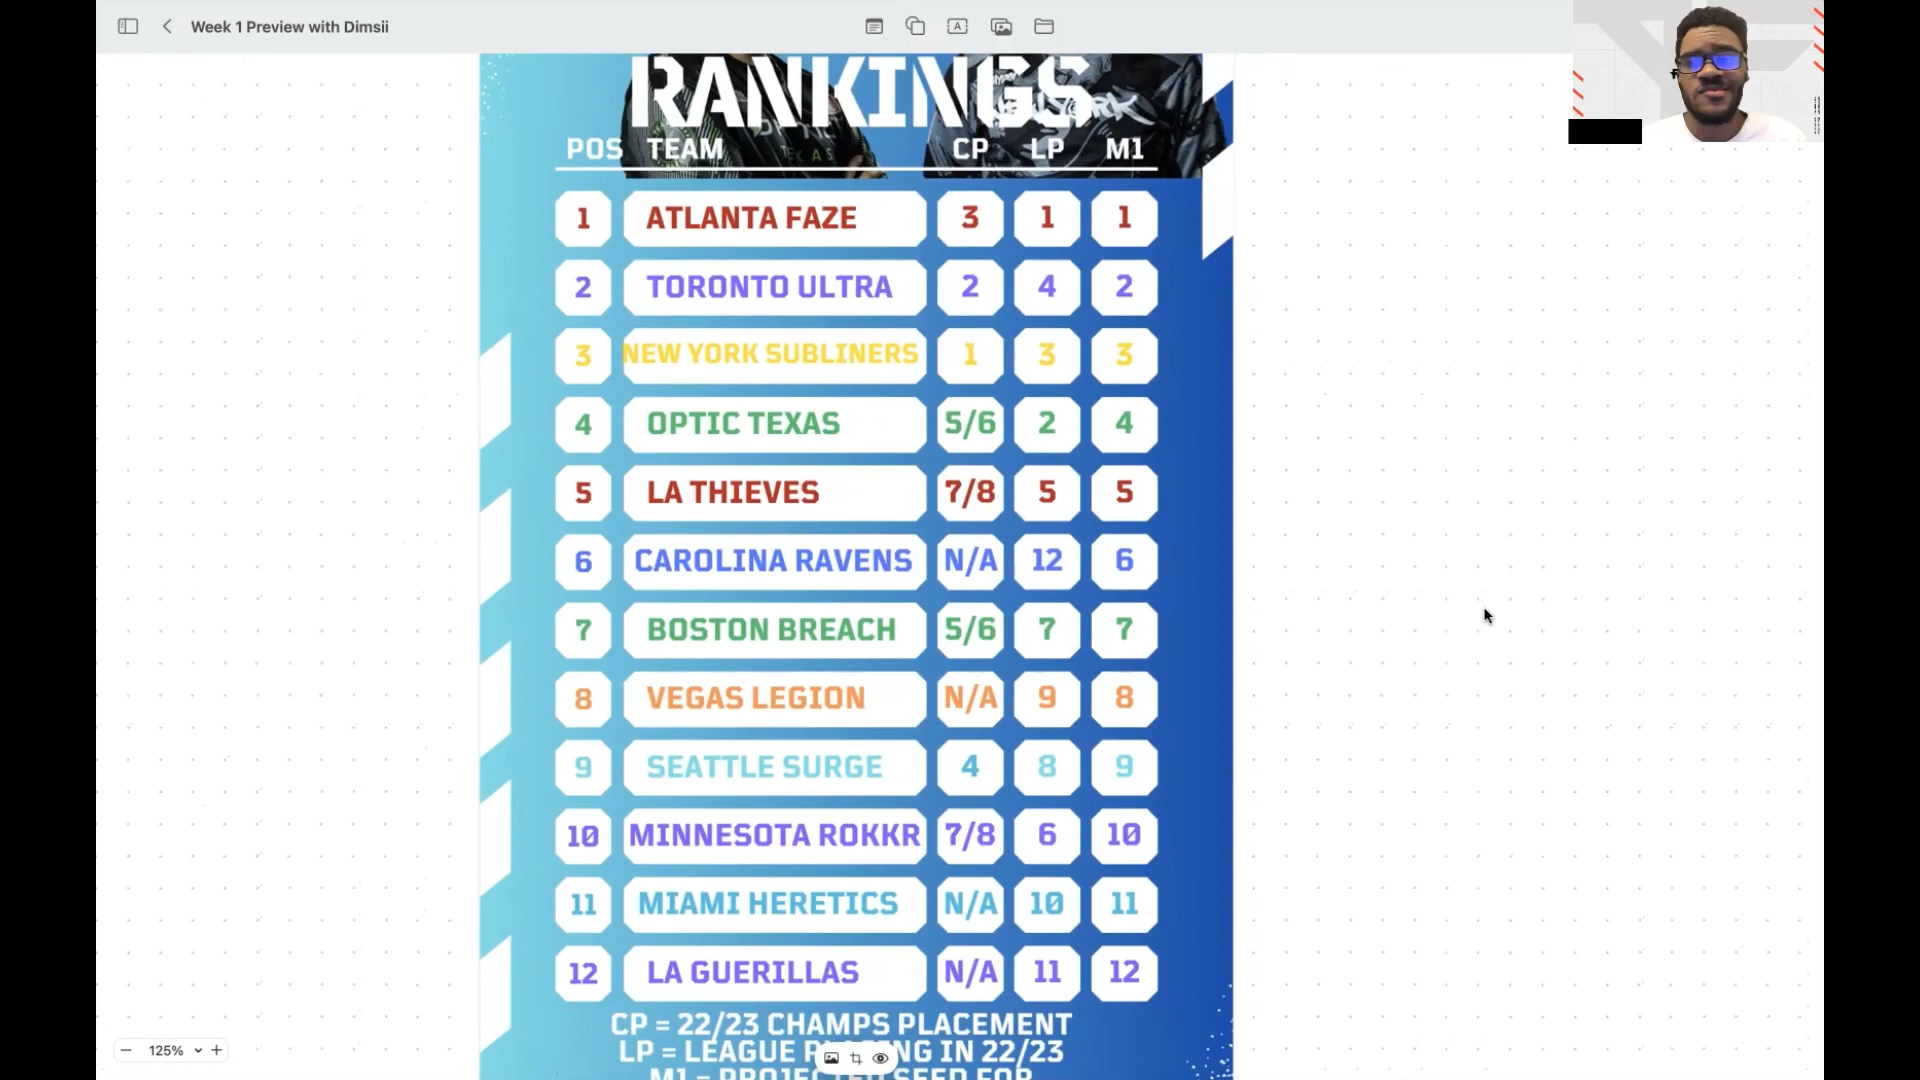 Week 1 Preview with Dimsii
RANKINGS
POS TEAM CP LP M1
1 ATLANTA FAZE 3 1 1
2 TORONTO ULTRA 2 4 2
3 NEW YORK SUBLINERS 1 3 3
4 OPTIC TEXAS 5/6 2 4
5 LA THIEVES 7/8 5 5
6 CAROLINA RAVENS N/A 12 6
7 BOSTON BREACH 5/6 7 7
8 VEGAS LEGION N/A 9 8
9 SEATTLE SURGE 4 8 9
10 MINNESOTA ROKKR 7/8 6 10
11 MIAMI HERETICS N/A 10 11
12 LA GUERILLAS N/A 11 12
CP = 22/23 CHAMPS PLACEMENT
LP = LEAGUE IN 22/23
M1 = SEED FOR
125%